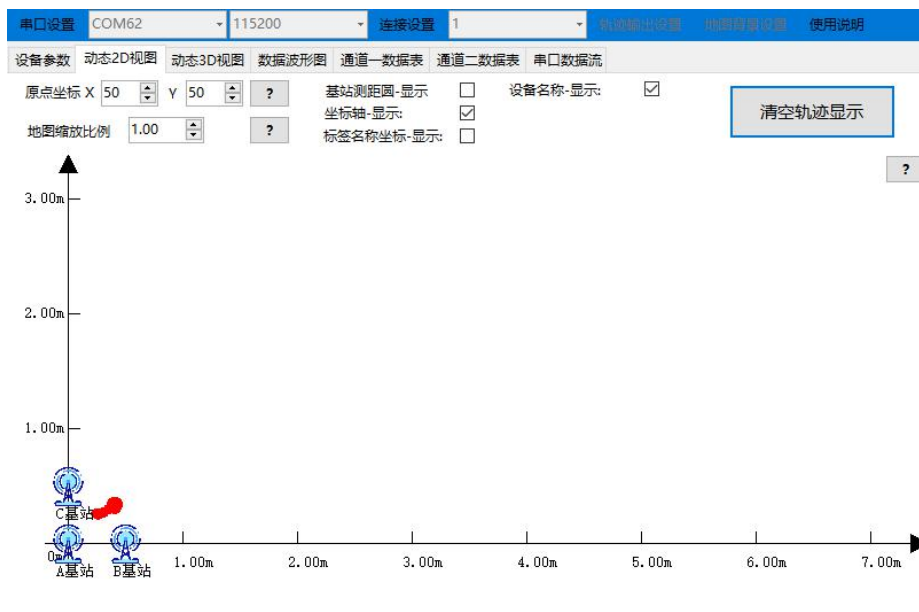 串口设置 COM62 115200 连接设置 1 轨迹输出设置 地图背景设置 使用说明
设备参数 动态2D视图 动态3D视图 数据波形图 通道一数据表 通道二数据表 串口数据流
原点坐标 X 50 Y 50 ? 基站测距圆-显示 设备名称-显示:
坐标轴-显示:
清空轨迹显示
地图缩放比例 1.00 ? 标签名称坐标-显示:
?
3.00m
2.00m
1.00m
C基站
0m
1.00m 2.00m 3.00m 4.00m 5.00m 6.00m 7.00m
A基站 B基站